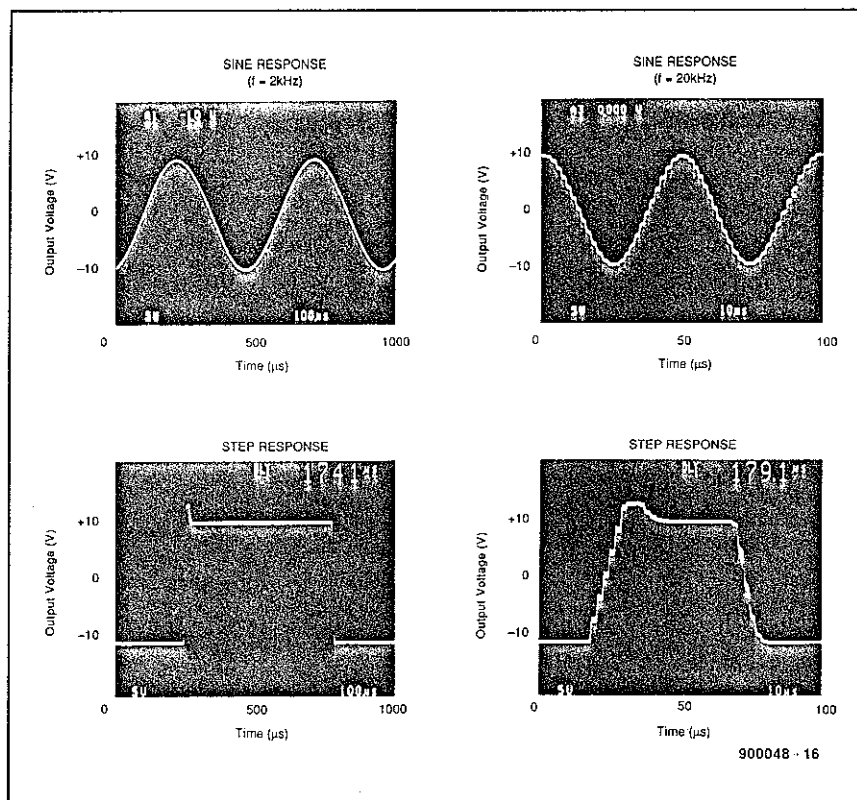 SINE RESPONSE
(f = 2kHz)
Output Voltage (V)
+10
0
−10
5V
100µs
0
500
1000
Time (µs)
SINE RESPONSE
(f = 20kHz)
Output Voltage (V)
+10
0
−10
5V
10µs
0
50
100
Time (µs)
STEP RESPONSE
1741
Output Voltage (V)
+10
0
−10
5V
100µs
0
500
1000
Time (µs)
STEP RESPONSE
1791
Output Voltage (V)
+10
0
−10
5V
10µs
0
50
100
Time (µs)
900048 - 16